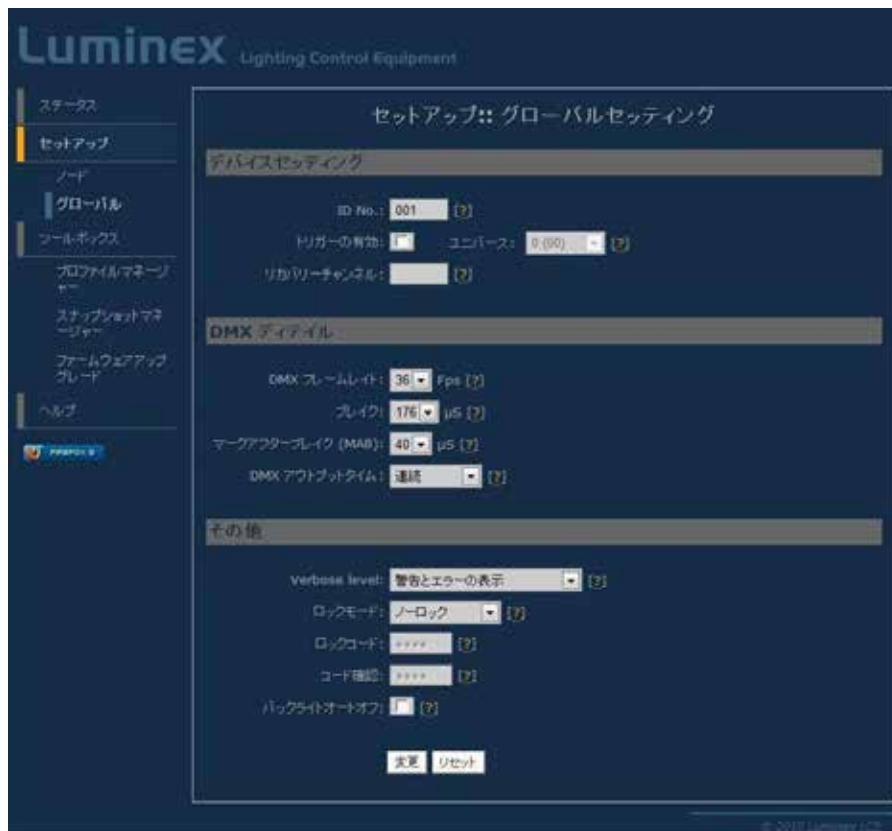 Luminex Lighting Control Equipment
ステータス
セットアップ
ノード
グローバル
ツールボックス
プロファイルマネージ
ャー
スナップショットマネ
ージャー
ファームウェアアップ
グレード
ヘルプ
FIREFOX 3
セットアップ:: グローバルセッティング
デバイスセッティング
ID No.: 001 [?]
トリガーの有効: ユニバース: 0 (00) [?]
リカバリーチャンネル: [?]
DMX ディテイル
DMX フレームレイト: 36 Fps [?]
ブレイク: 176 µS [?]
マークアフターブレイク (MAB): 40 µS [?]
DMX アウトプットタイム: 連続 [?]
その他
Verbose level: 警告とエラーの表示 [?]
ロックモード: ノーロック [?]
ロックコード: **** [?]
コード確認: **** [?]
バックライトオートオフ: [?]
変更 リセット
© 2010 Luminex LCE